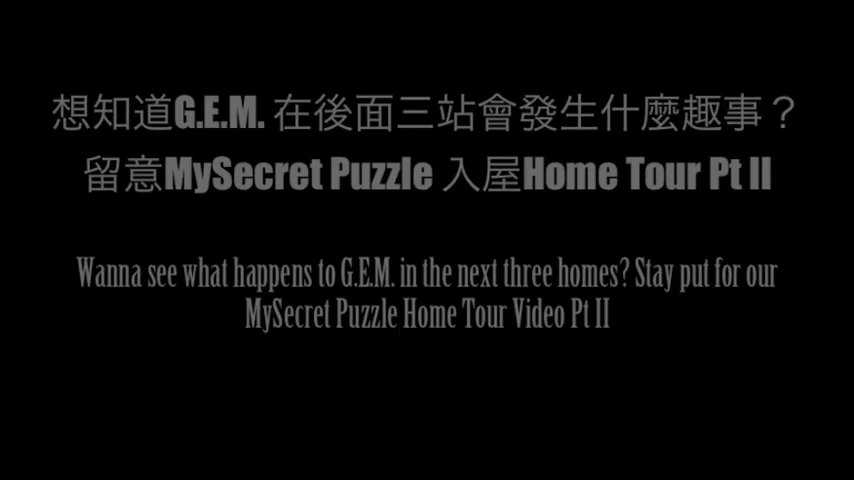 想知道G.E.M. 在後面三站會發生什麼趣事？
留意MySecret Puzzle 入屋Home Tour Pt II
Wanna see what happens to G.E.M. in the next three homes? Stay put for our
MySecret Puzzle Home Tour Video Pt II